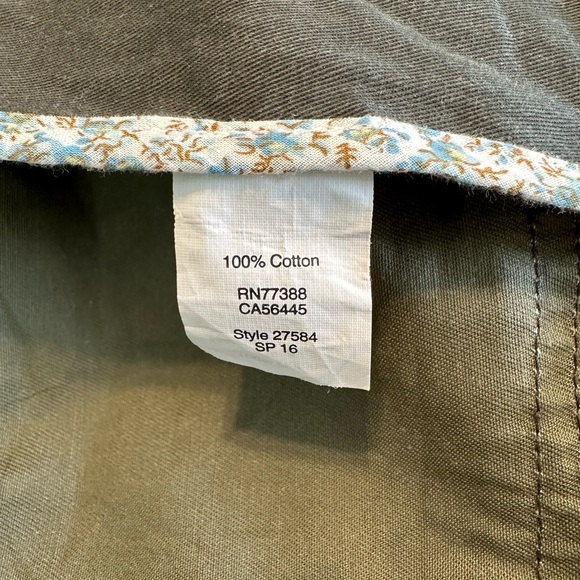 100% Cotton
RN77388
CA56445
Style 27584
SP 16